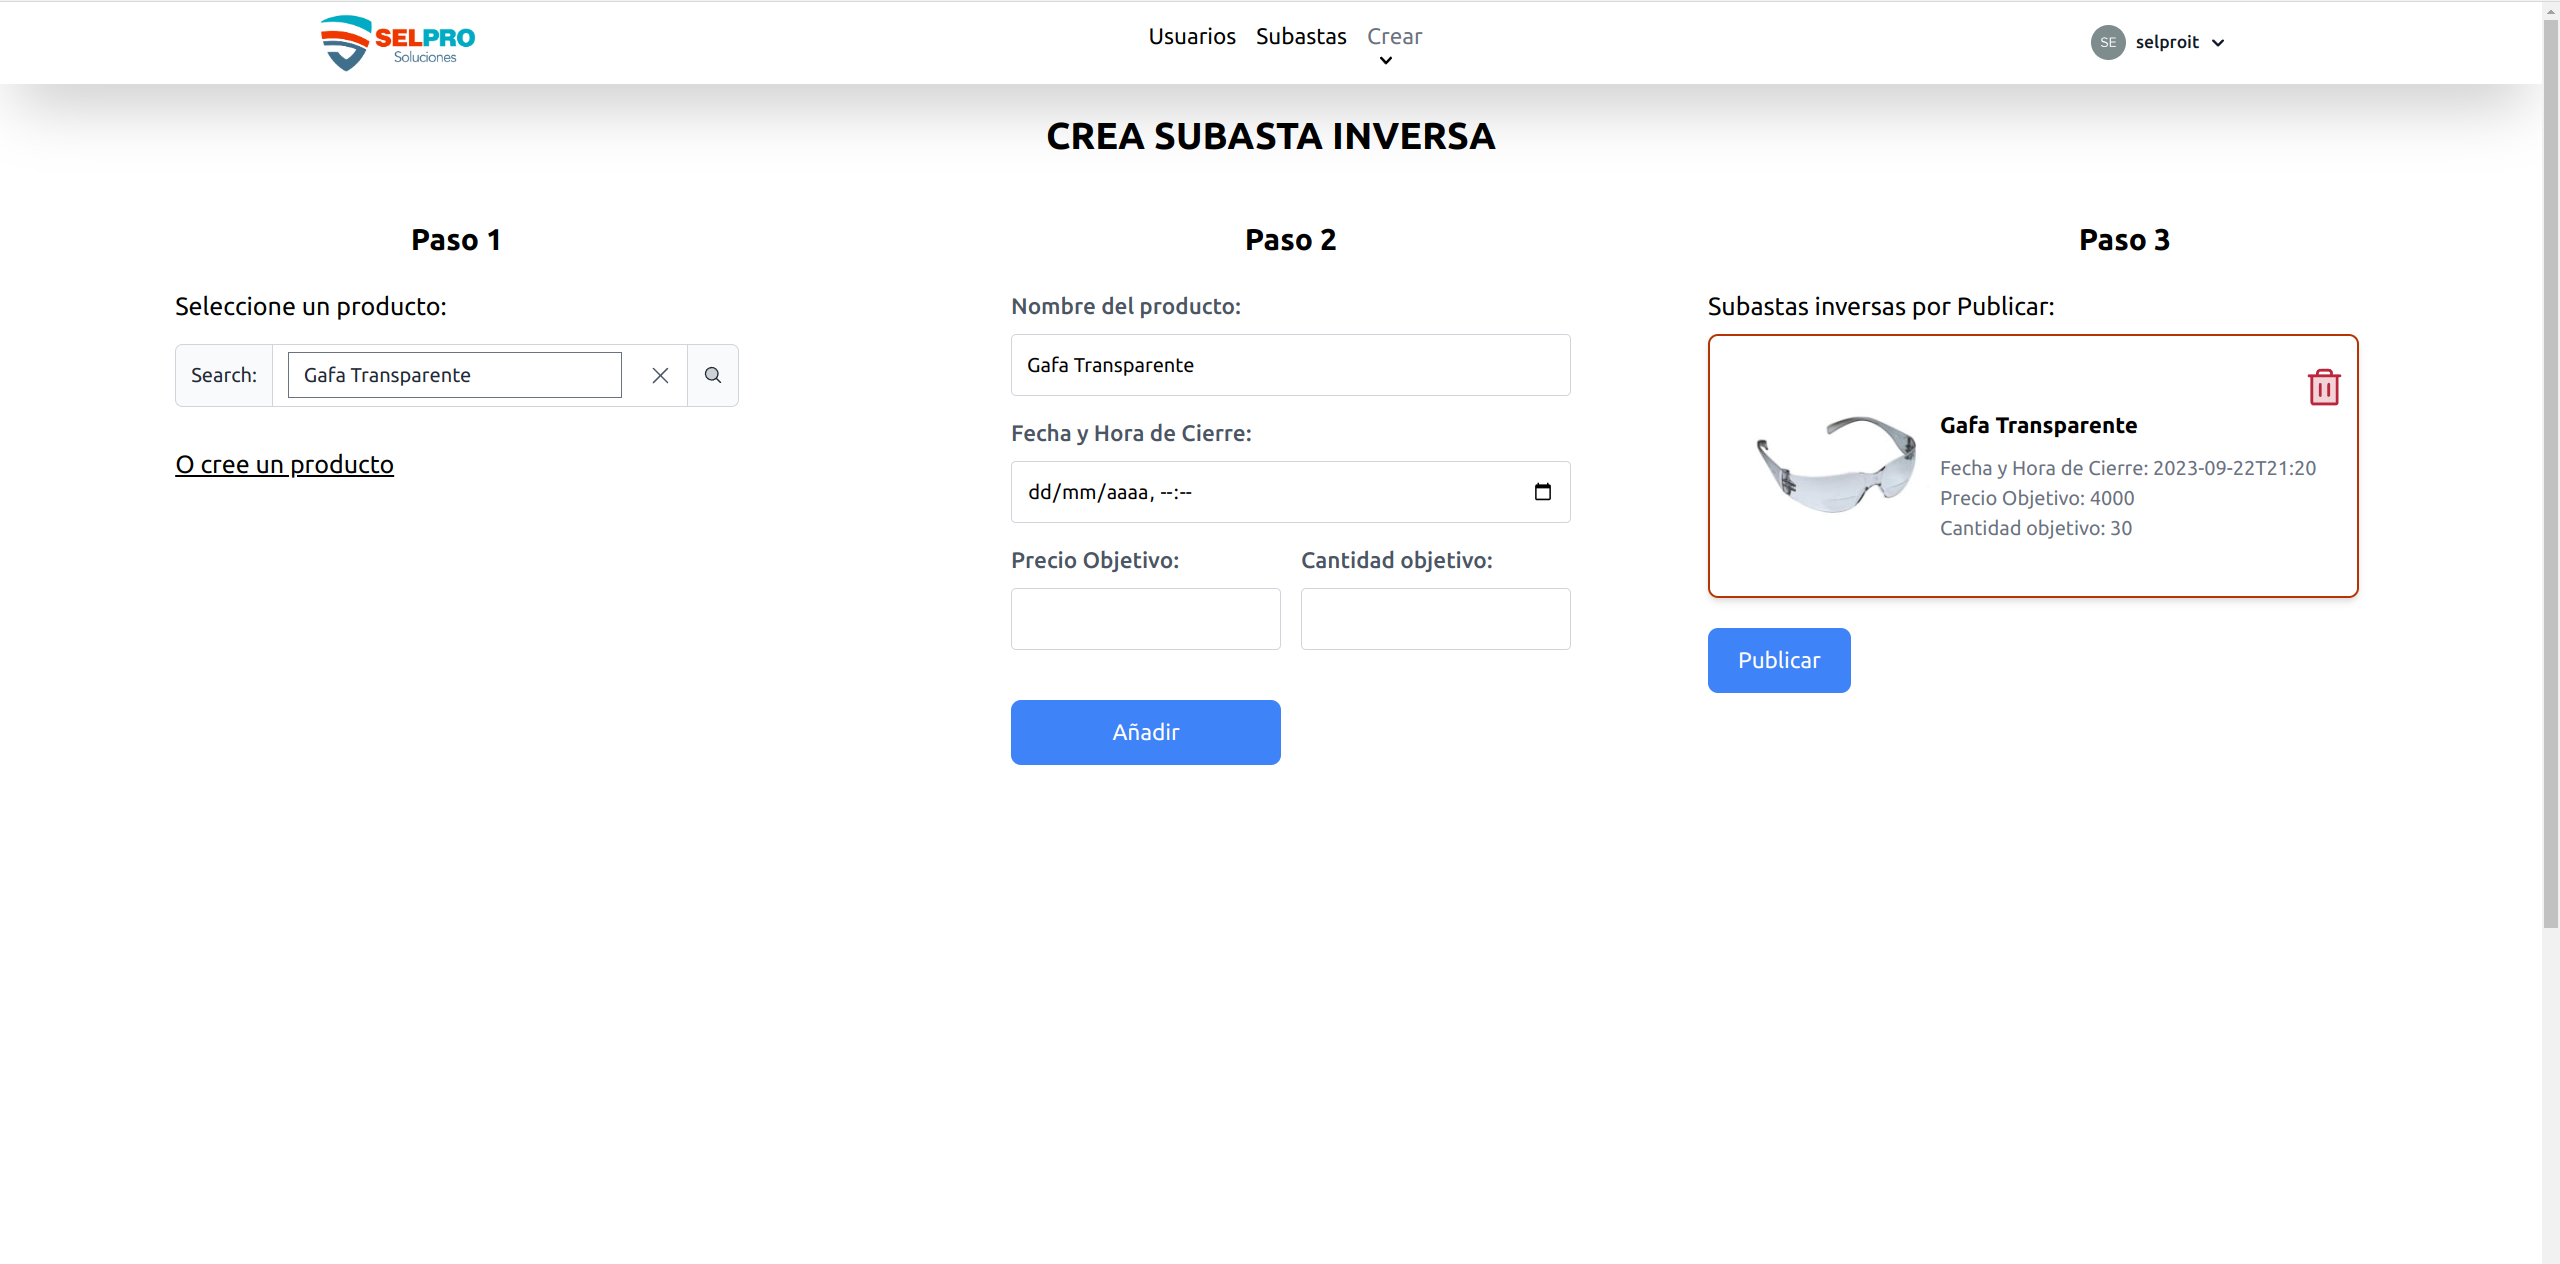 SELPRO
Soluciones
Usuarios Subastas Crear
SE selproit
CREA SUBASTA INVERSA
Paso 1
Seleccione un producto:
Search: Gafa Transparente
O cree un producto
Paso 2
Nombre del producto:
Gafa Transparente
Fecha y Hora de Cierre:
dd/mm/aaaa, --:--
Precio Objetivo: Cantidad objetivo:
Añadir
Paso 3
Subastas inversas por Publicar:
Gafa Transparente
Fecha y Hora de Cierre: 2023-09-22T21:20
Precio Objetivo: 4000
Cantidad objetivo: 30
Publicar